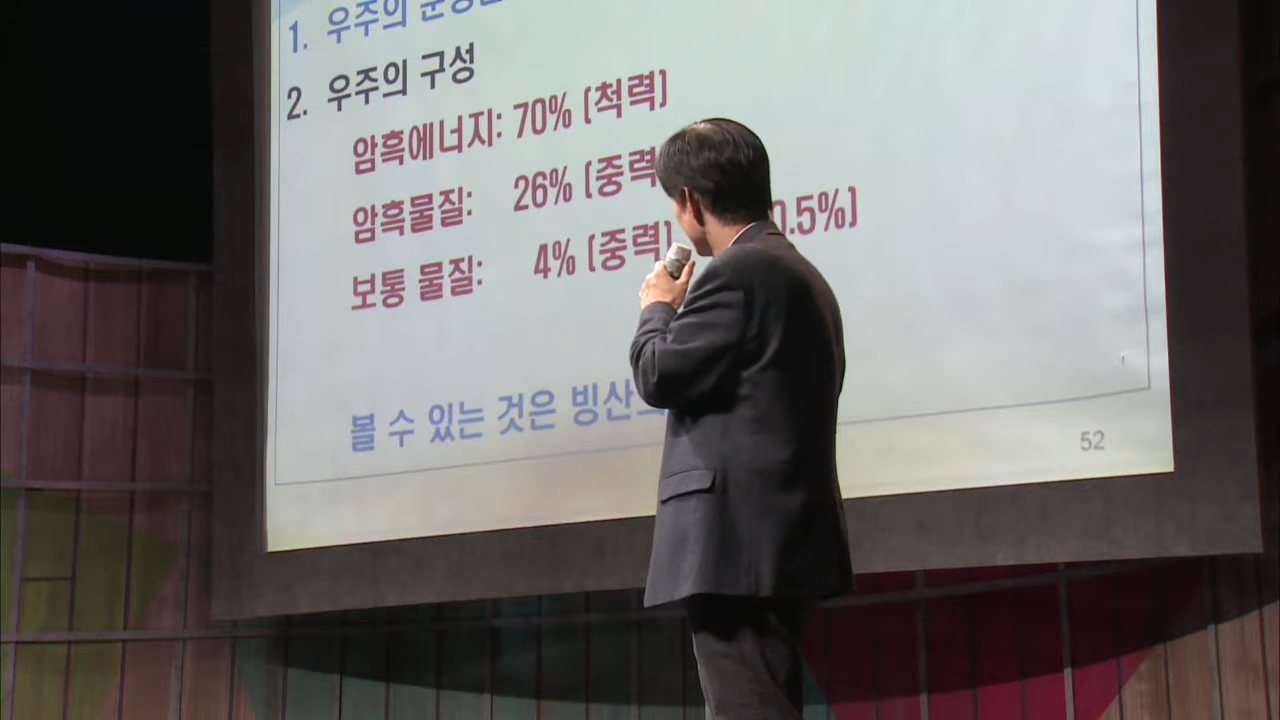 1. 우주의
2. 우주의 구성
암흑에너지: 70% (척력)
암흑물질: 26% (중력
보통 물질: 4% (중력) 0.5%)
볼 수 있는 것은 빙산의
52